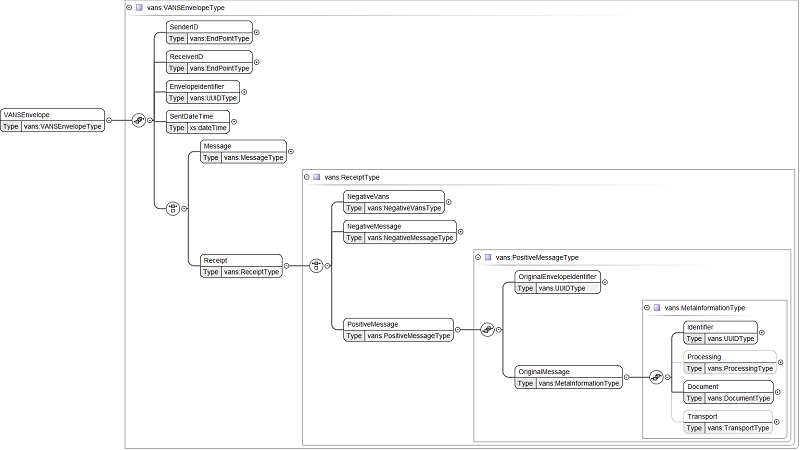 vans:VANSEnvelopeType
SenderID
Type vans:EndPointType
ReceiverID
Type vans:EndPointType
EnvelopeIdentifier
Type vans:UUIDType
VANSEnvelope
Type vans:VANSEnvelopeType
SentDateTime
Type xs:dateTime
Message
Type vans:MessageType
vans:ReceiptType
NegativeVans
Type vans:NegativeVansType
NegativeMessage
Type vans:NegativeMessageType
Receipt
Type vans:ReceiptType
vans:PositiveMessageType
OriginalEnvelopeIdentifier
Type vans:UUIDType
PositiveMessage
Type vans:PositiveMessageType
vans:MetaInformationType
Identifier
Type vans:UUIDType
Processing
Type vans:ProcessingType
OriginalMessage
Type vans:MetaInformationType
Document
Type vans:DocumentType
Transport
Type vans:TransportType